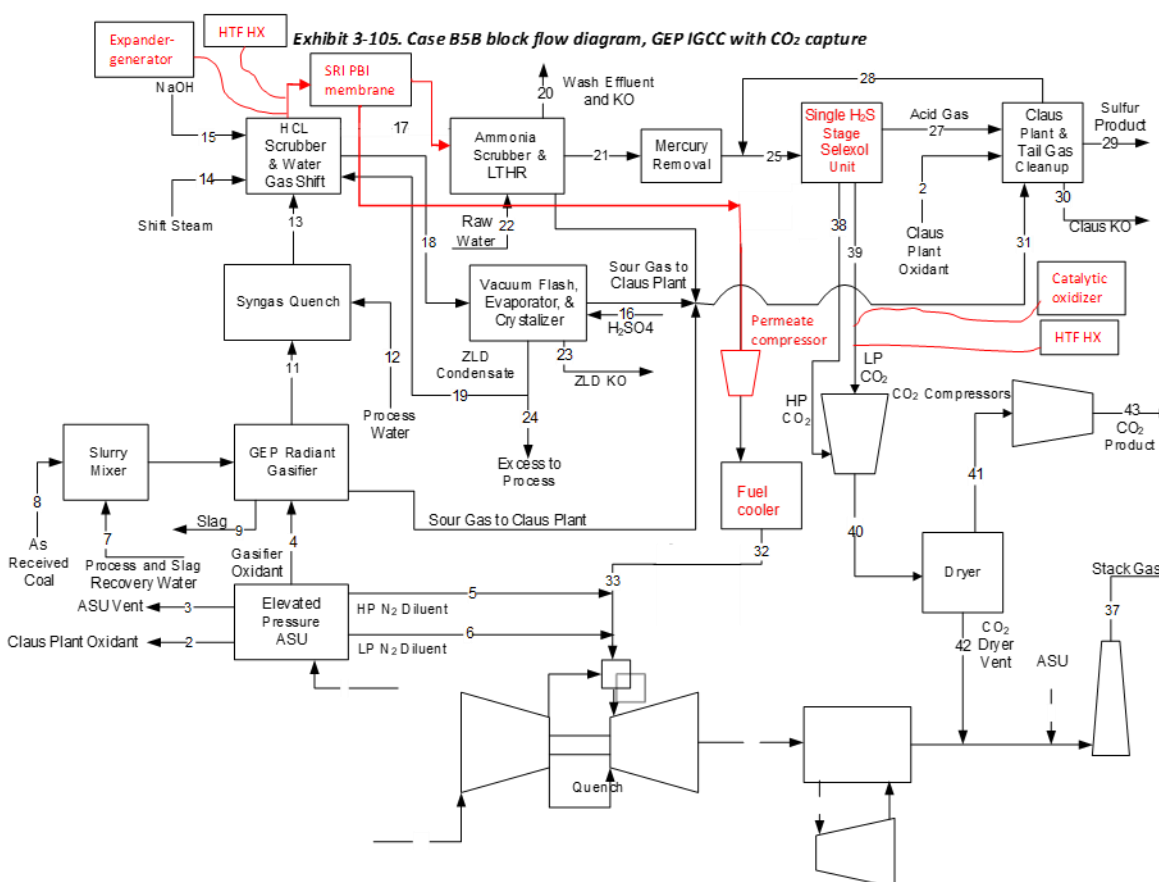 Exhibit 3-105. Case B5B block flow diagram, GEP IGCC with CO₂ capture
Expander-
generator
HTF HX
SRI PBI
membrane
NaOH
15
HCL
Scrubber
& Water
Gas Shift
14
Shift Steam
13
17
18
20
Wash Effluent
and KO
Ammonia
Scrubber &
LTHR
21
Mercury
Removal
25
22
Raw
Water
28
Single H₂S
Stage
Selexol
Unit
Acid Gas
27
Claus
Plant &
Tail Gas
Cleanup
Sulfur
Product
29
30
Claus KO
2
Claus
Plant
Oxidant
31
38
39
Syngas Quench
12
Process
Water
11
Vacuum Flash,
Evaporator, &
Crystalizer
Sour Gas to
Claus Plant
16
H2SO4
23
ZLD KO
ZLD
Condensate
19
24
Excess to
Process
Permeate
compressor
Catalytic
oxidizer
HTF HX
LP
CO₂
HP
CO₂
CO₂ Compressors
43
CO₂
Product
41
40
Slurry
Mixer
8
As
Received
Coal
7
Process and Slag
Recovery Water
GEP Radiant
Gasifier
Slag
9
4
Gasifier
Oxidant
Sour Gas to Claus Plant
Fuel
cooler
32
33
Dryer
CO₂
Dryer
Vent
42
Stack Gas
37
ASU
ASU Vent
3
Claus Plant Oxidant
2
Elevated
Pressure
ASU
5
HP N₂ Diluent
6
LP N₂ Diluent
Quench